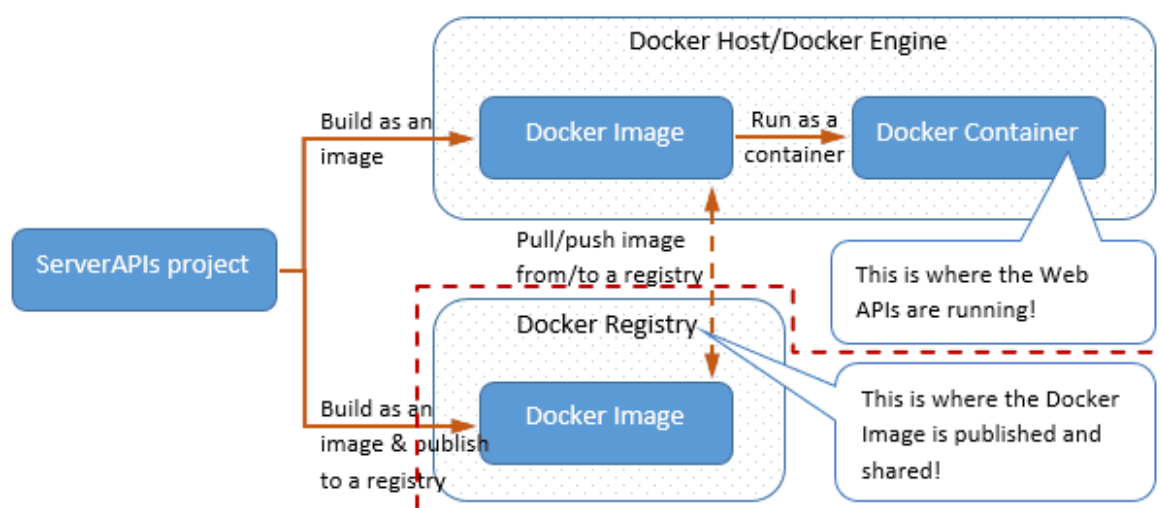 Docker Host/Docker Engine
Build as an
image
Docker Image
Run as a
container
Docker Container
ServerAPIs project
Pull/push image
from/to a registry
This is where the Web
APIs are running!
Docker Registry
Build as an
image & publish
to a registry
Docker Image
This is where the Docker
Image is published and
shared!